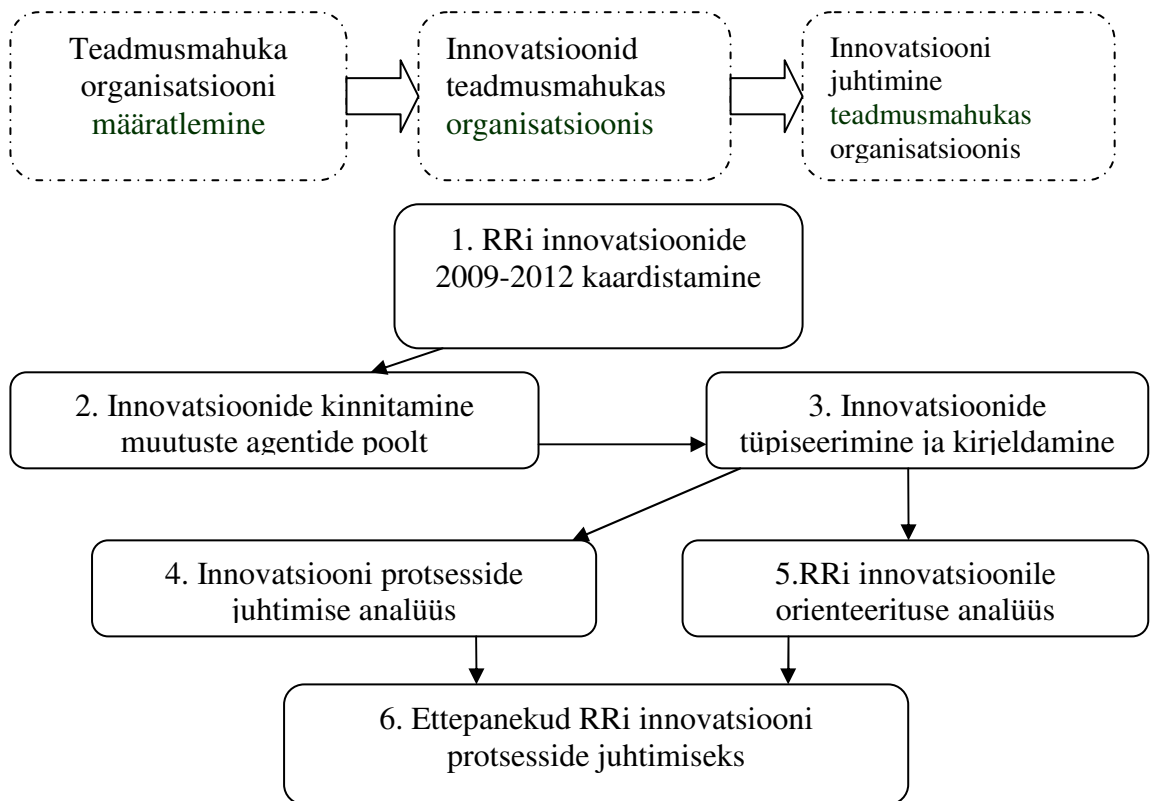 Teadmusmahuka
organisatsiooni
määratlemine
Innovatsioonid
teadmusmahukas
organisatsioonis
Innovatsiooni
juhtimine
teadmusmahukas
organisatsioonis
1. RRi innovatsioonide
2009-2012 kaardistamine
2. Innovatsioonide kinnitamine
muutuste agentide poolt
3. Innovatsioonide
tüpiseerimine ja kirjeldamine
4. Innovatsiooni protsesside
juhtimise analüüs
5.RRi innovatsioonile
orienteerituse analüüs
6. Ettepanekud RRi innovatsiooni
protsesside juhtimiseks